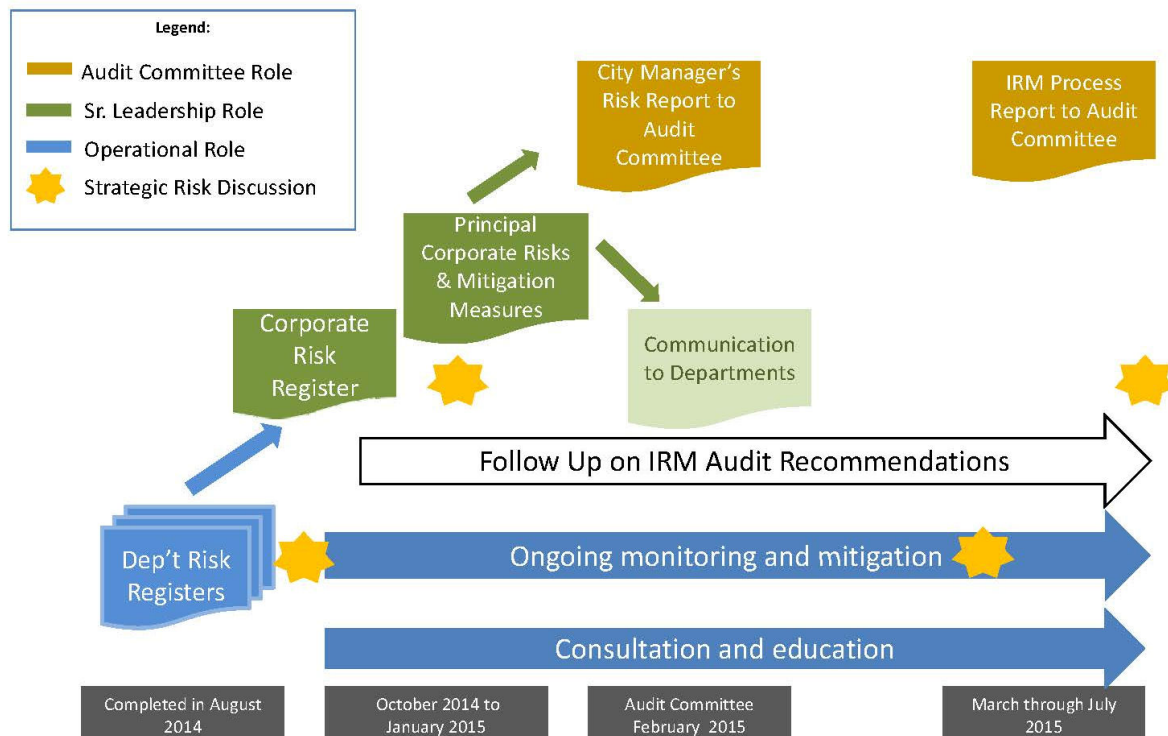 Legend:
Audit Committee Role
Sr. Leadership Role
Operational Role
Strategic Risk Discussion
City Manager's
Risk Report to
Audit
Committee
IRM Process
Report to Audit
Committee
Principal
Corporate Risks
& Mitigation
Measures
Corporate
Risk
Register
Communication
to Departments
Follow Up on IRM Audit Recommendations
Dep't Risk
Registers
Ongoing monitoring and mitigation
Consultation and education
Completed in August
2014
October 2014 to
January 2015
Audit Committee
February 2015
March through July
2015